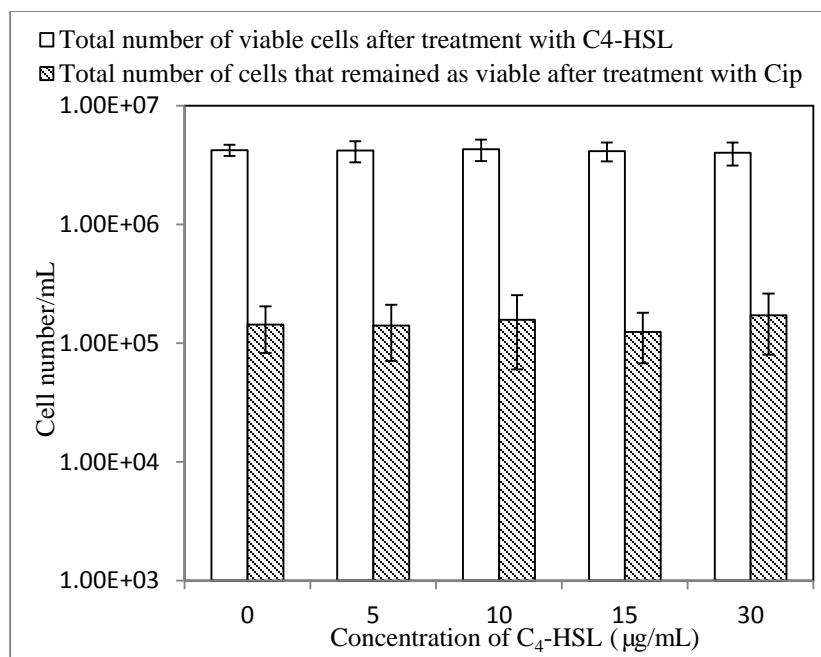 Total number of viable cells after treatment with C4-HSL
Total number of cells that remained as viable after treatment with Cip
1.00E+07
1.00E+06
1.00E+05
1.00E+04
1.00E+03
Cell number/mL
0 5 10 15 30
Concentration of C₄-HSL (µg/mL)